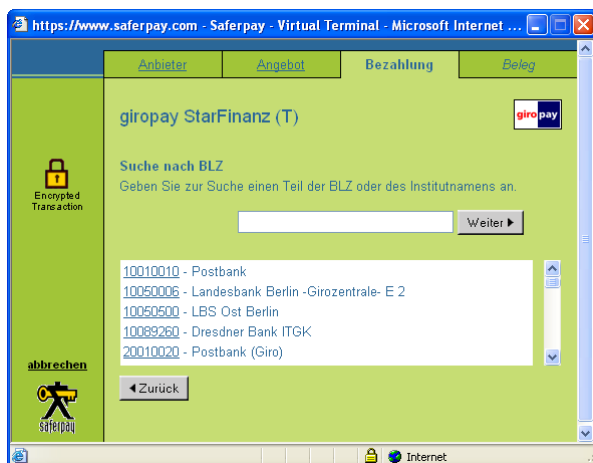 https://www.saferpay.com - Saferpay - Virtual Terminal - Microsoft Internet ...
Anbieter Angebot Bezahlung Beleg
giropay StarFinanz (T)
giropay
Suche nach BLZ
Geben Sie zur Suche einen Teil der BLZ oder des Institutnamens an.
Encrypted
Transaction
Weiter
10010010 - Postbank
10050006 - Landesbank Berlin -Girozentrale- E 2
10050500 - LBS Ost Berlin
10089260 - Dresdner Bank ITGK
20010020 - Postbank (Giro)
abbrechen
Zurück
saferpay
Internet